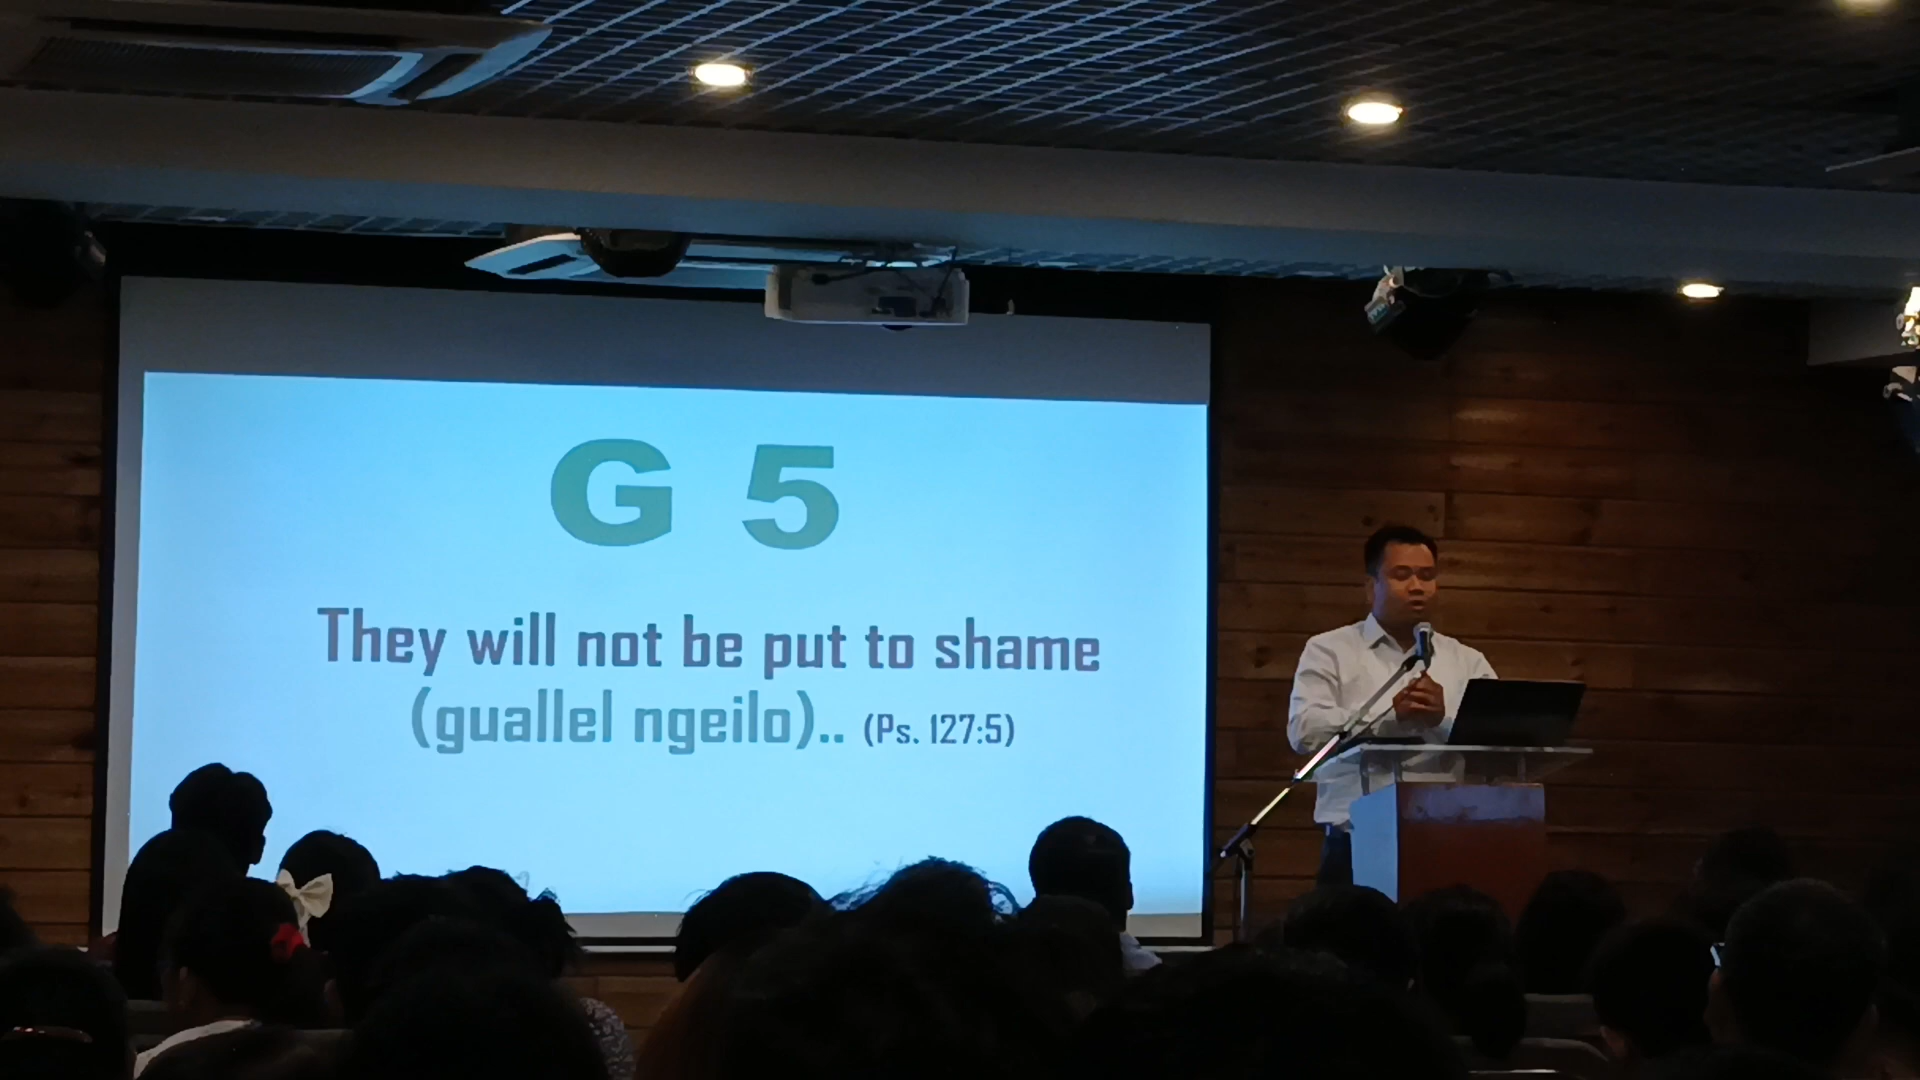 G 5
They will not be put to shame
(guallel ngeilo).. (Ps. 127:5)